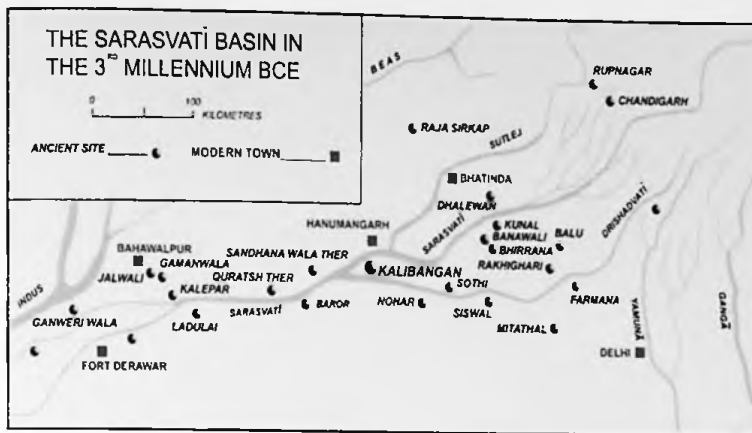 THE SARASVATĪ BASIN IN
THE 3RD MILLENNIUM BCE
0 100
KILOMETRES
ANCIENT SITE
MODERN TOWN
BEAS
RUPNAGAR
CHANDIGARH
RAJA SIRKAP
SUTLEJ
BHATINDA
DHALEWAN
DRISHADVATĪ
HANUMANGARH
SARASVATĪ
KUNAL
BANAWALI
BALU
BHIRRANA
BAHAWALPUR
GAMANWALA
SANDHANA WALA THER
JALWALI
QURATSH THER
KALIBANGAN
RAKHIGHARI
SOTHI
INDUS
KALEPAR
FARMANA
GANWERI WALA
LADULAI
SARASVATĪ
BAROR
NOHAR
SISWAL
MITATHAL
YAMUNĀ
GANGĀ
FORT DERAWAR
DELHI